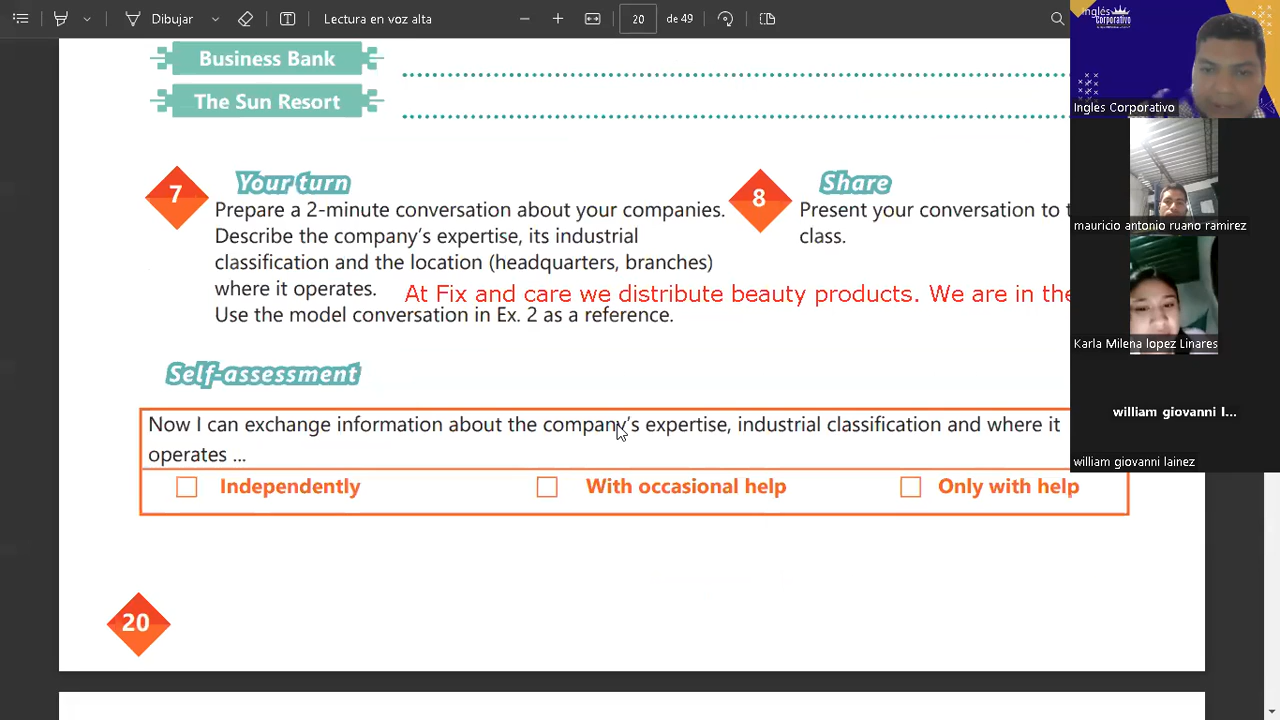 Dibujar
Lectura en voz alta
20
de 49
Inglés
Corporativo
Ingles Corporativo
Business Bank
The Sun Resort
mauricio antonio ruano ramirez
7
Your turn
Prepare a 2-minute conversation about your companies.
Describe the company's expertise, its industrial
classification and the location (headquarters, branches)
where it operates.
Use the model conversation in Ex. 2 as a reference.
At Fix and care we distribute beauty products. We are in the
8
Share
Present your conversation to t
class.
Karla Milena lopez Linares
Self-assessment
Now I can exchange information about the company's expertise, industrial classification and where it
operates ...
Independently
With occasional help
Only with help
william giovanni l...
william giovanni lainez
20